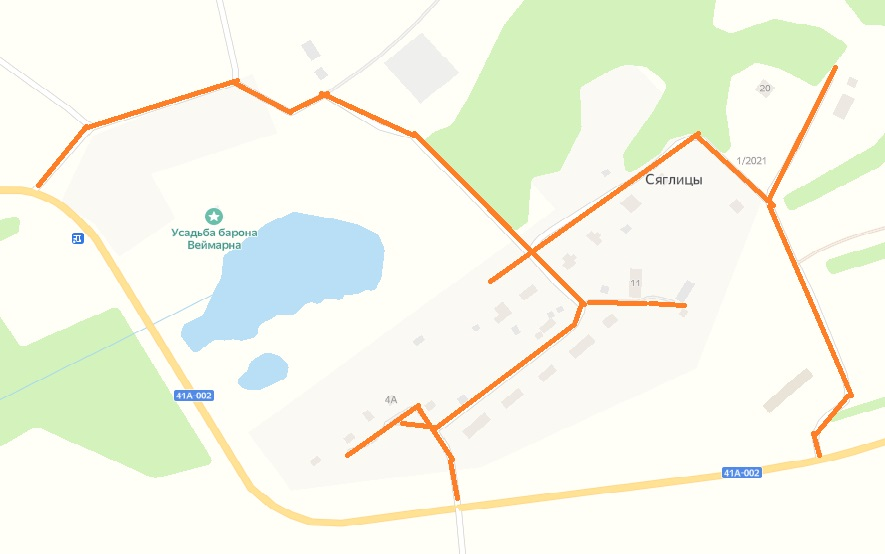 20
1/2021
Сяглицы
Усадьба барона
Веймарна
11
41А-002
4А
41А-002